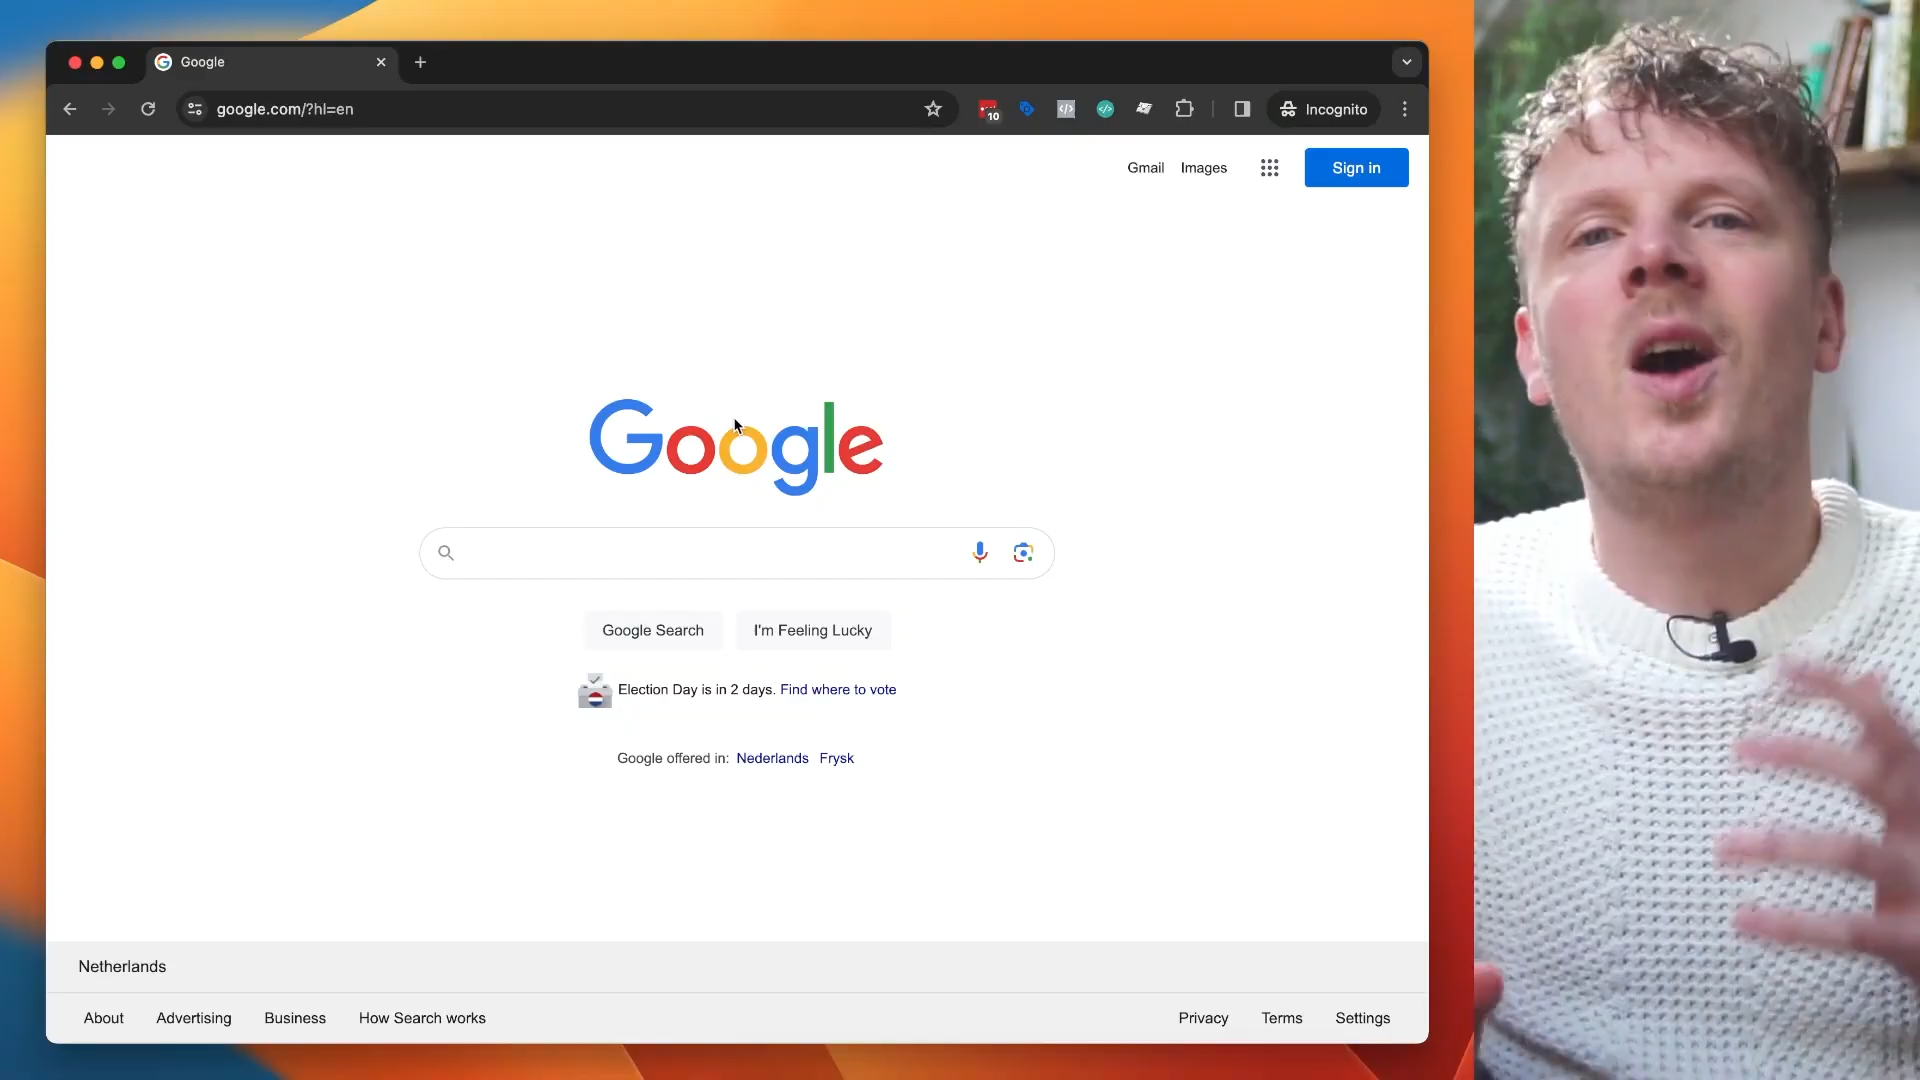 Google
google.com/?hl=en
10
Incognito
Gmail Images
Sign in
Google
Google Search I'm Feeling Lucky
Election Day is in 2 days. Find where to vote
Google offered in: Nederlands Frysk
Netherlands
About Advertising Business How Search works Privacy Terms Settings